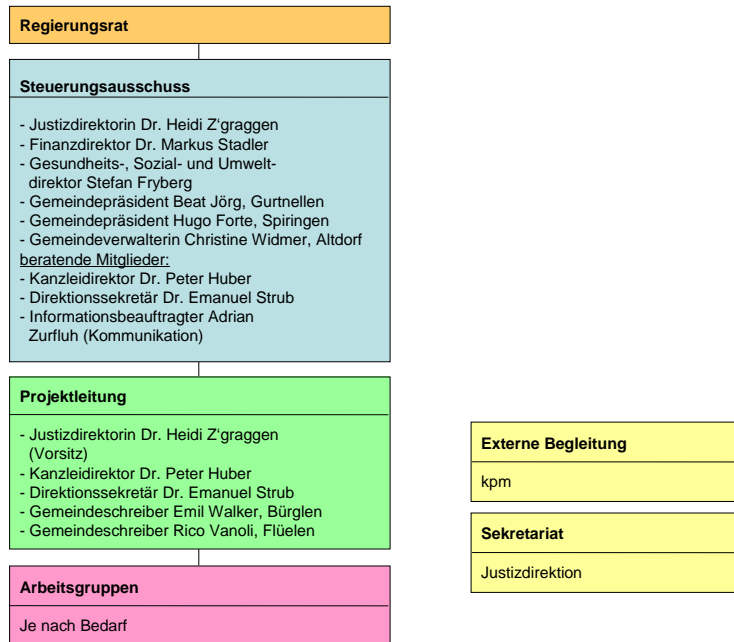 Regierungsrat
Steuerungsausschuss
- Justizdirektorin Dr. Heidi Z‘graggen
- Finanzdirektor Dr. Markus Stadler
- Gesundheits-, Sozial- und Umwelt-
direktor Stefan Fryberg
- Gemeindepräsident Beat Jörg, Gurtnellen
- Gemeindepräsident Hugo Forte, Spiringen
- Gemeindeverwalterin Christine Widmer, Altdorf
beratende Mitglieder:
- Kanzleidirektor Dr. Peter Huber
- Direktionssekretär Dr. Emanuel Strub
- Informationsbeauftragter Adrian
Zurfluh (Kommunikation)
Projektleitung
- Justizdirektorin Dr. Heidi Z‘graggen
(Vorsitz)
- Kanzleidirektor Dr. Peter Huber
- Direktionssekretär Dr. Emanuel Strub
- Gemeindeschreiber Emil Walker, Bürglen
- Gemeindeschreiber Rico Vanoli, Flüelen
Arbeitsgruppen
Je nach Bedarf
Externe Begleitung
kpm
Sekretariat
Justizdirektion